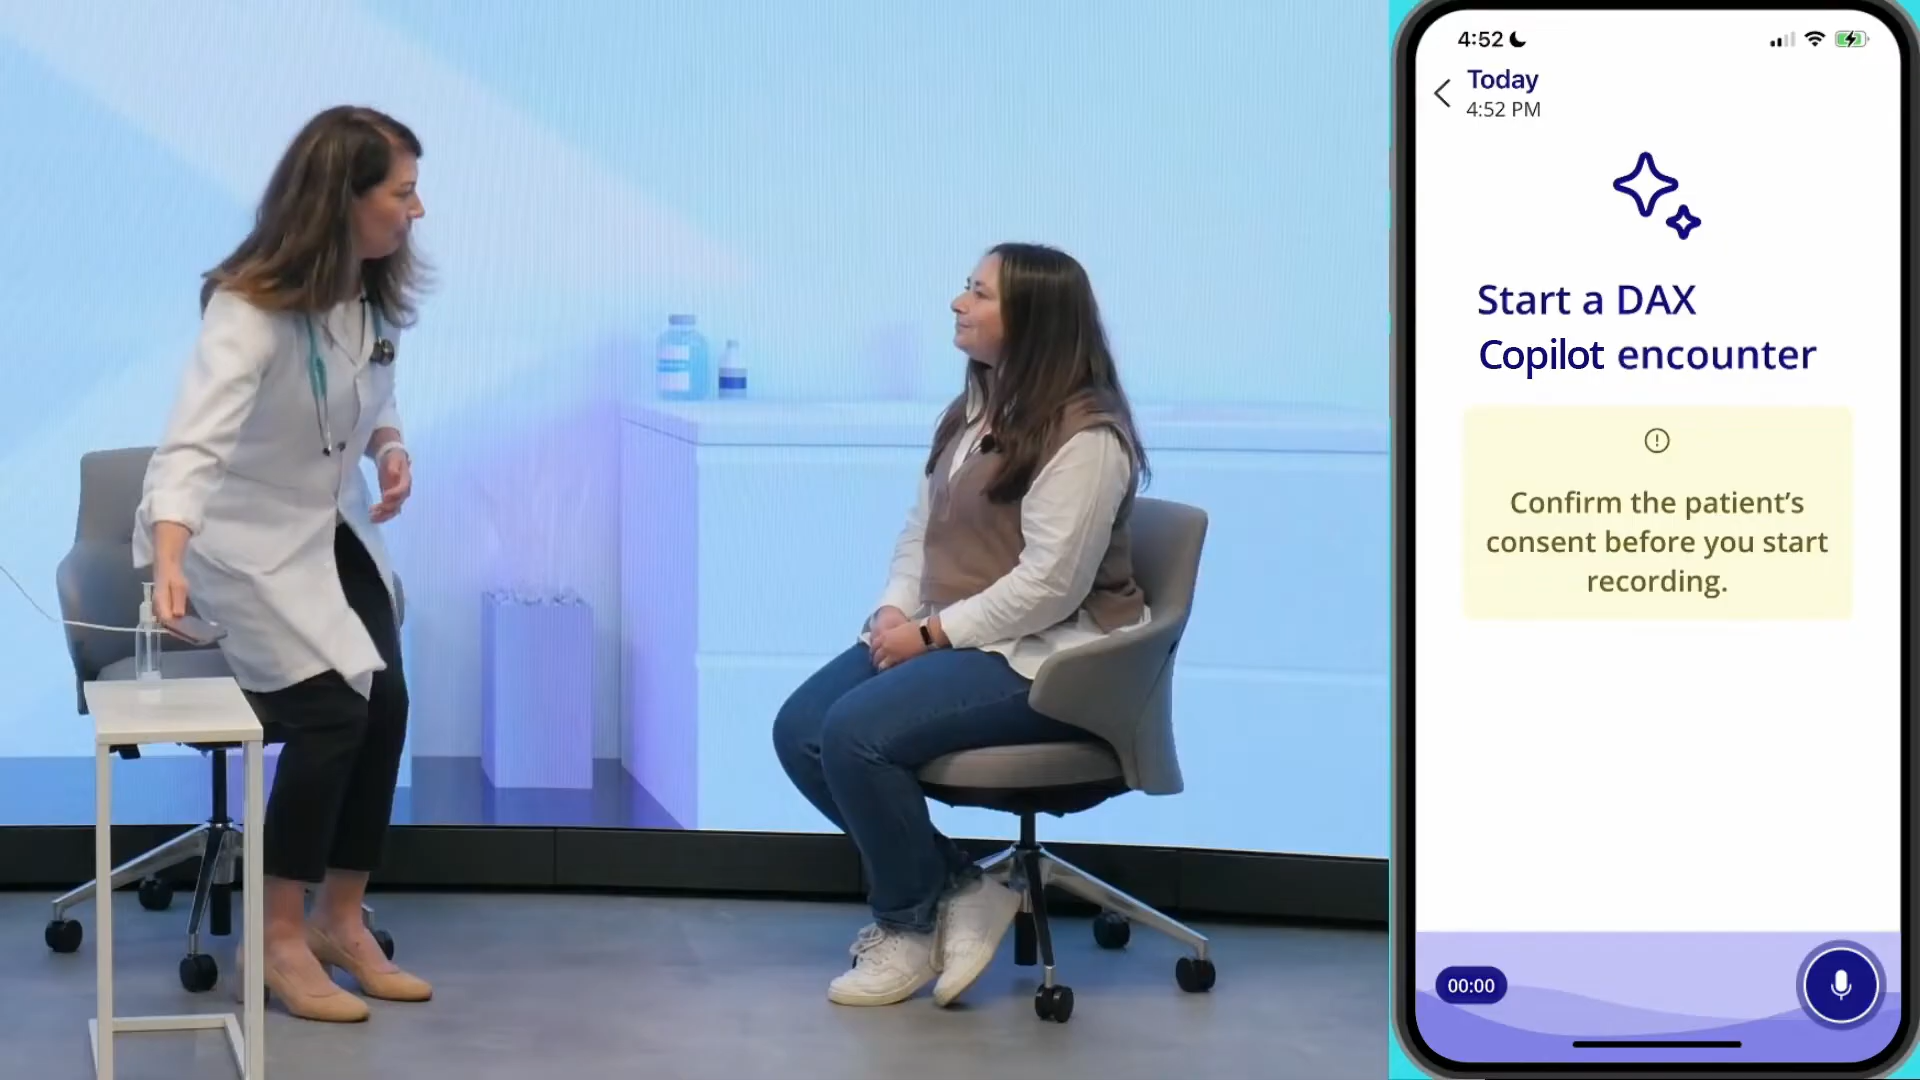 4:52
Today
4:52 PM
Start a DAX
Copilot encounter
Confirm the patient’s
consent before you start
recording.
00:00